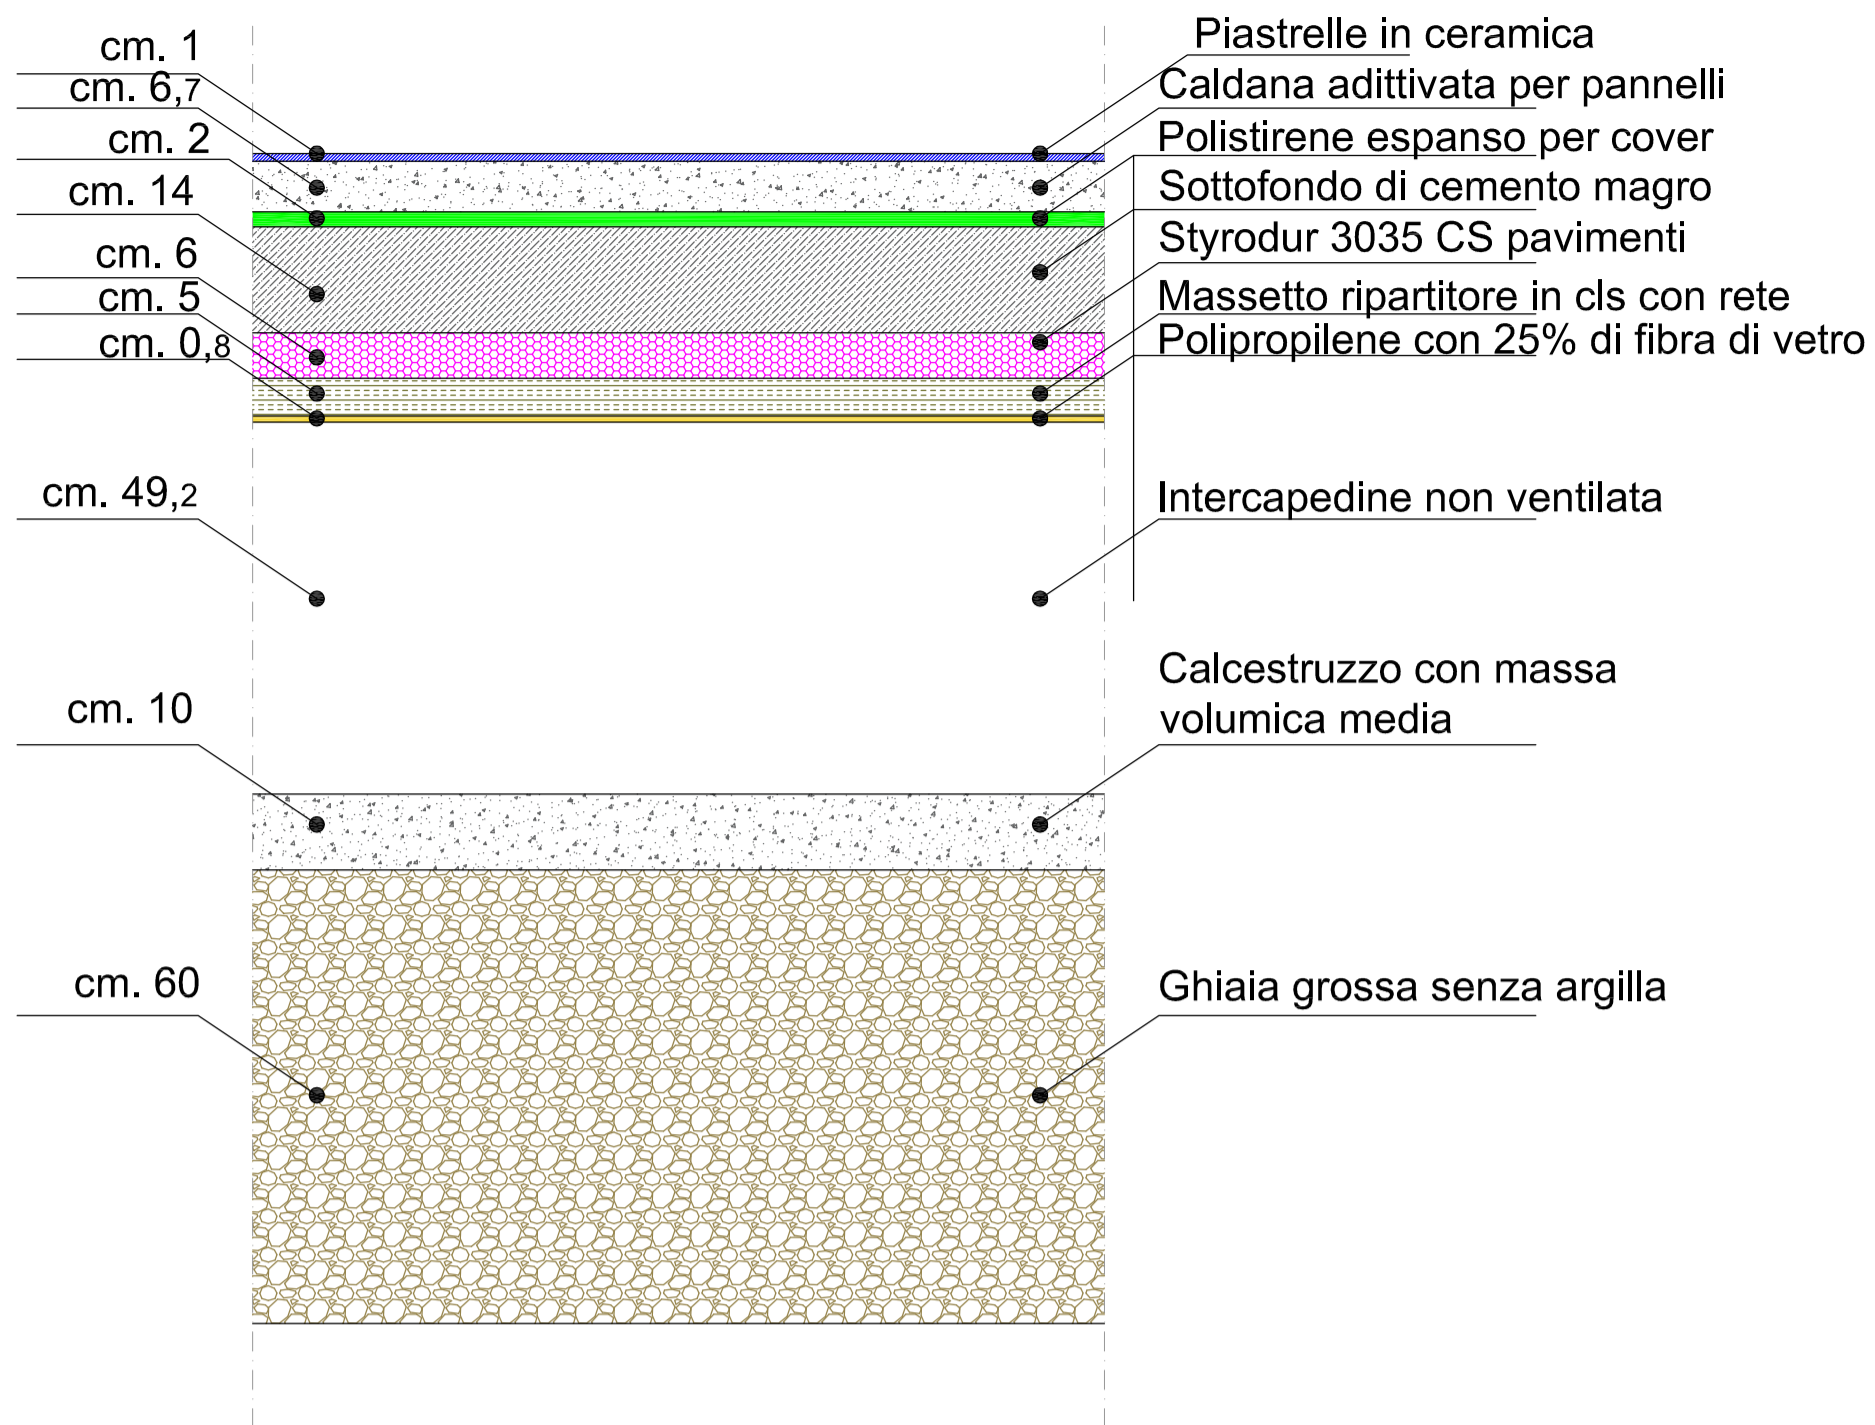 cm. 1
cm. 6,7
cm. 2
cm. 14
cm. 6
cm. 5
cm. 0,8
cm. 49,2
cm. 10
cm. 60
Piastrelle in ceramica
Caldana adittivata per pannelli
Polistirene espanso per cover
Sottofondo di cemento magro
Styrodur 3035 CS pavimenti
Massetto ripartitore in cls con rete
Polipropilene con 25% di fibra di vetro
Intercapedine non ventilata
Calcestruzzo con massa
volumica media
Ghiaia grossa senza argilla